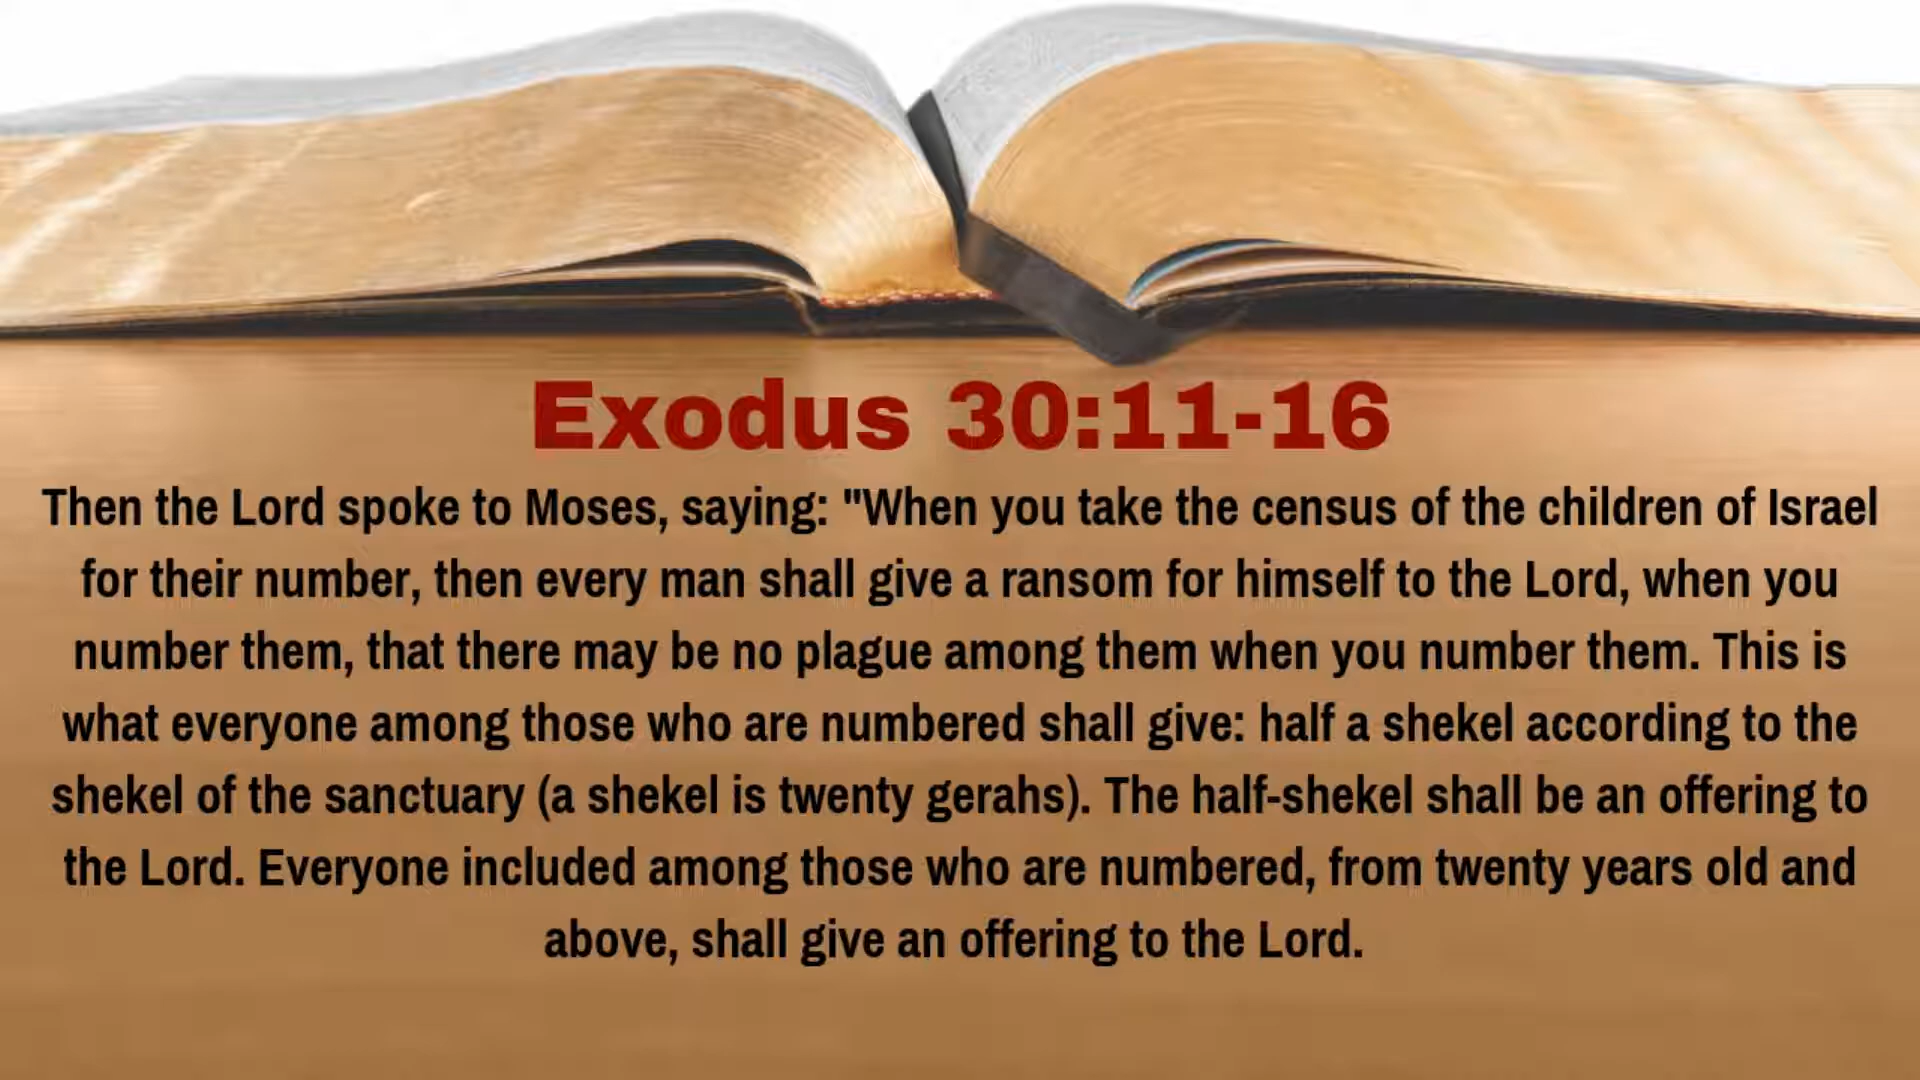 Exodus 30:11-16
Then the Lord spoke to Moses, saying: "When you take the census of the children of Israel
for their number, then every man shall give a ransom for himself to the Lord, when you
number them, that there may be no plague among them when you number them. This is
what everyone among those who are numbered shall give: half a shekel according to the
shekel of the sanctuary (a shekel is twenty gerahs). The half-shekel shall be an offering to
the Lord. Everyone included among those who are numbered, from twenty years old and
above, shall give an offering to the Lord.